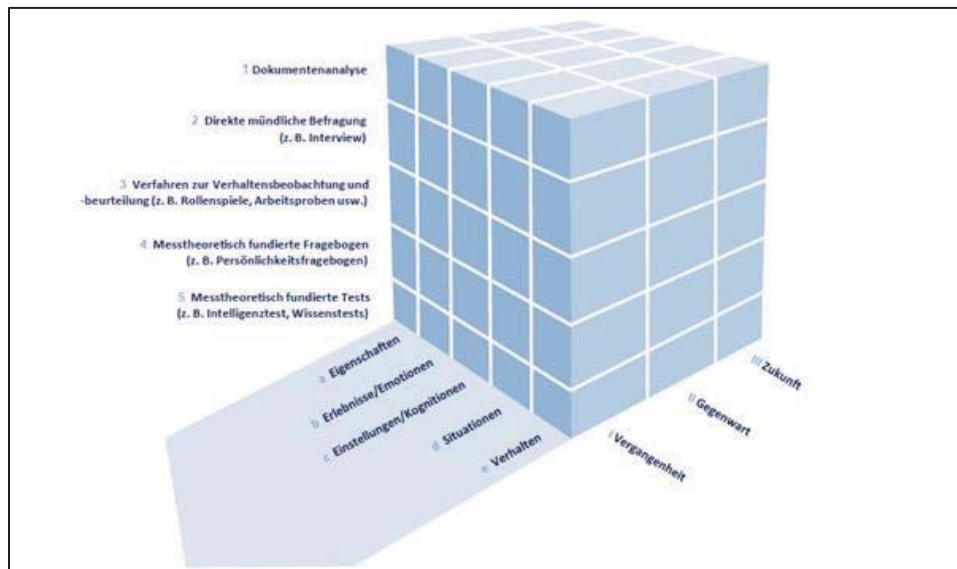 1 Dokumentenanalyse
2 Direkte mündliche Befragung
(z. B. Interview)
3 Verfahren zur Verhaltensbeobachtung und
-beurteilung (z. B. Rollenspiele, Arbeitsproben usw.)
4 Messtheoretisch fundierte Fragebogen
(z. B. Persönlichkeitsfragebogen)
5 Messtheoretisch fundierte Tests
(z. B. Intelligenztest, Wissenstests)
a Eigenschaften
b Erlebnisse/Emotionen
c Einstellungen/Kognitionen
d Situationen
e Verhalten
I Vergangenheit
II Gegenwart
III Zukunft